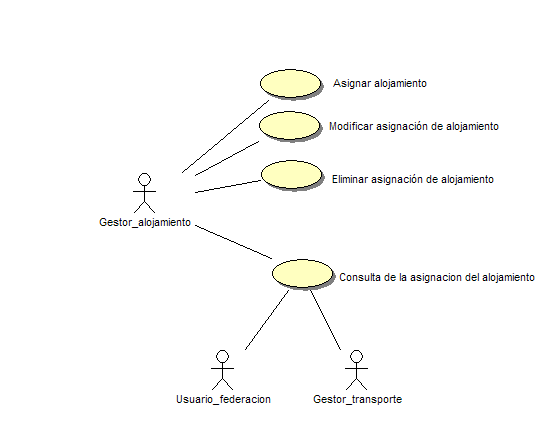 Asignar alojamiento
Modificar asignación de alojamiento
Eliminar asignación de alojamiento
Gestor_alojamiento
Consulta de la asignacion del alojamiento
Usuario_federacion
Gestor_transporte